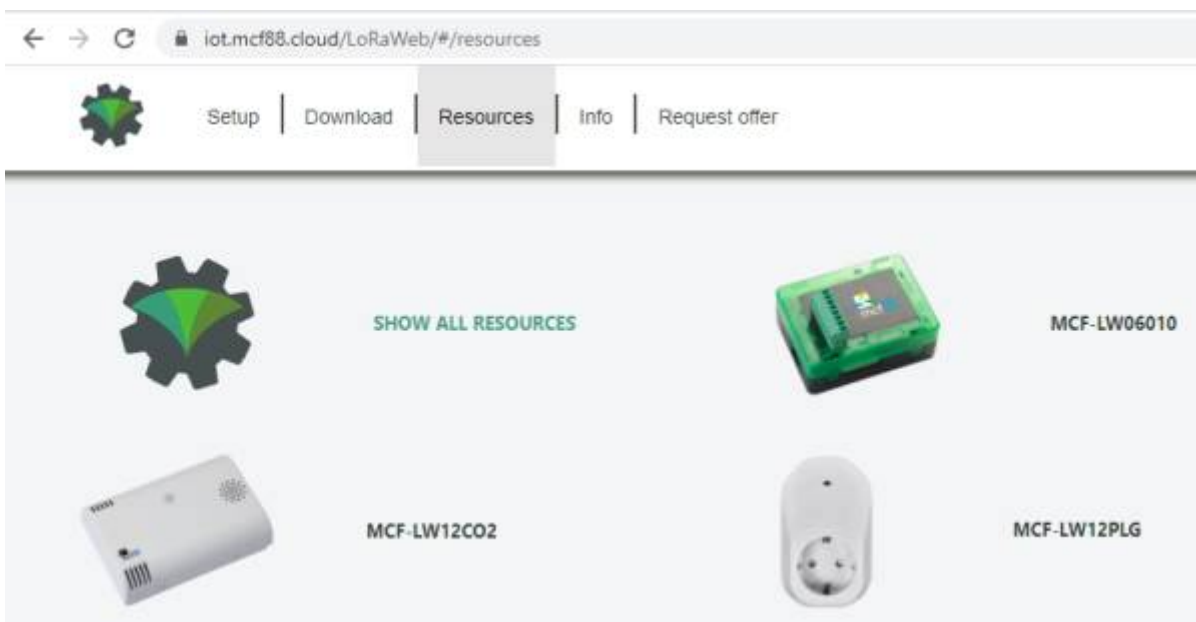 iot.mcf88.cloud/LoRaWeb/#/resources
Setup Download Resources Info Request offer
SHOW ALL RESOURCES
MCF-LW06010
MCF-LW12CO2
MCF-LW12PLG